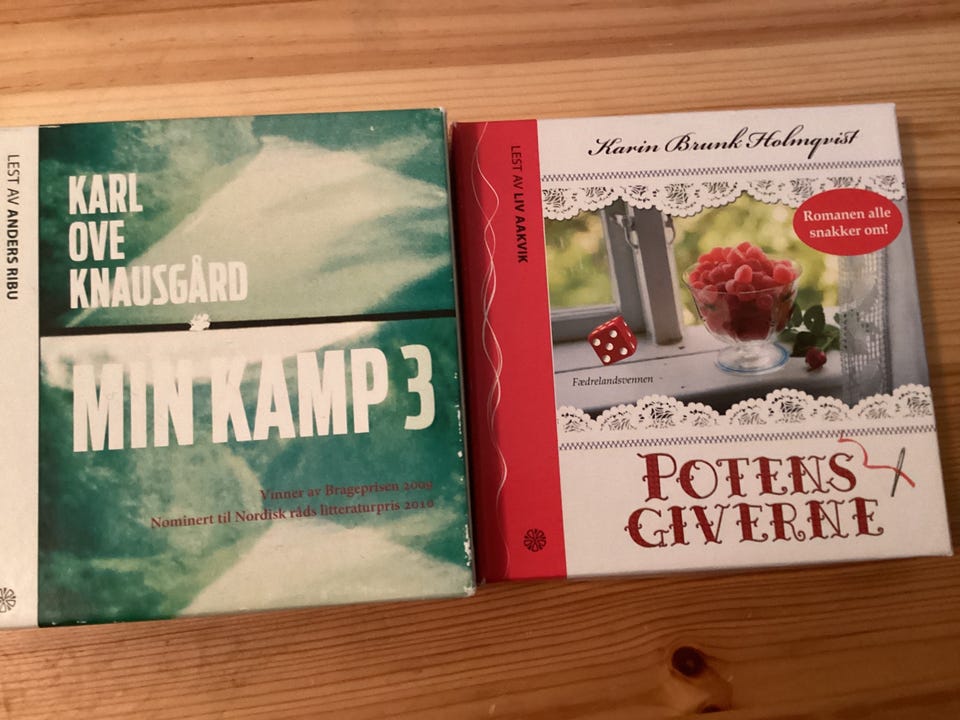 LEST AV ANDERS RIBU
KARL
OVE
KNAUSGÅRD
MIN KAMP 3
Vinner av Brageprisen 2009
Nominert til Nordisk råds litteraturpris 2010
LEST AV LIV AAKVIK
Karin Brunk Holmqvist
Romanen alle
snakker om!
Fædrelandsvennen
POTENS
GIVERNE